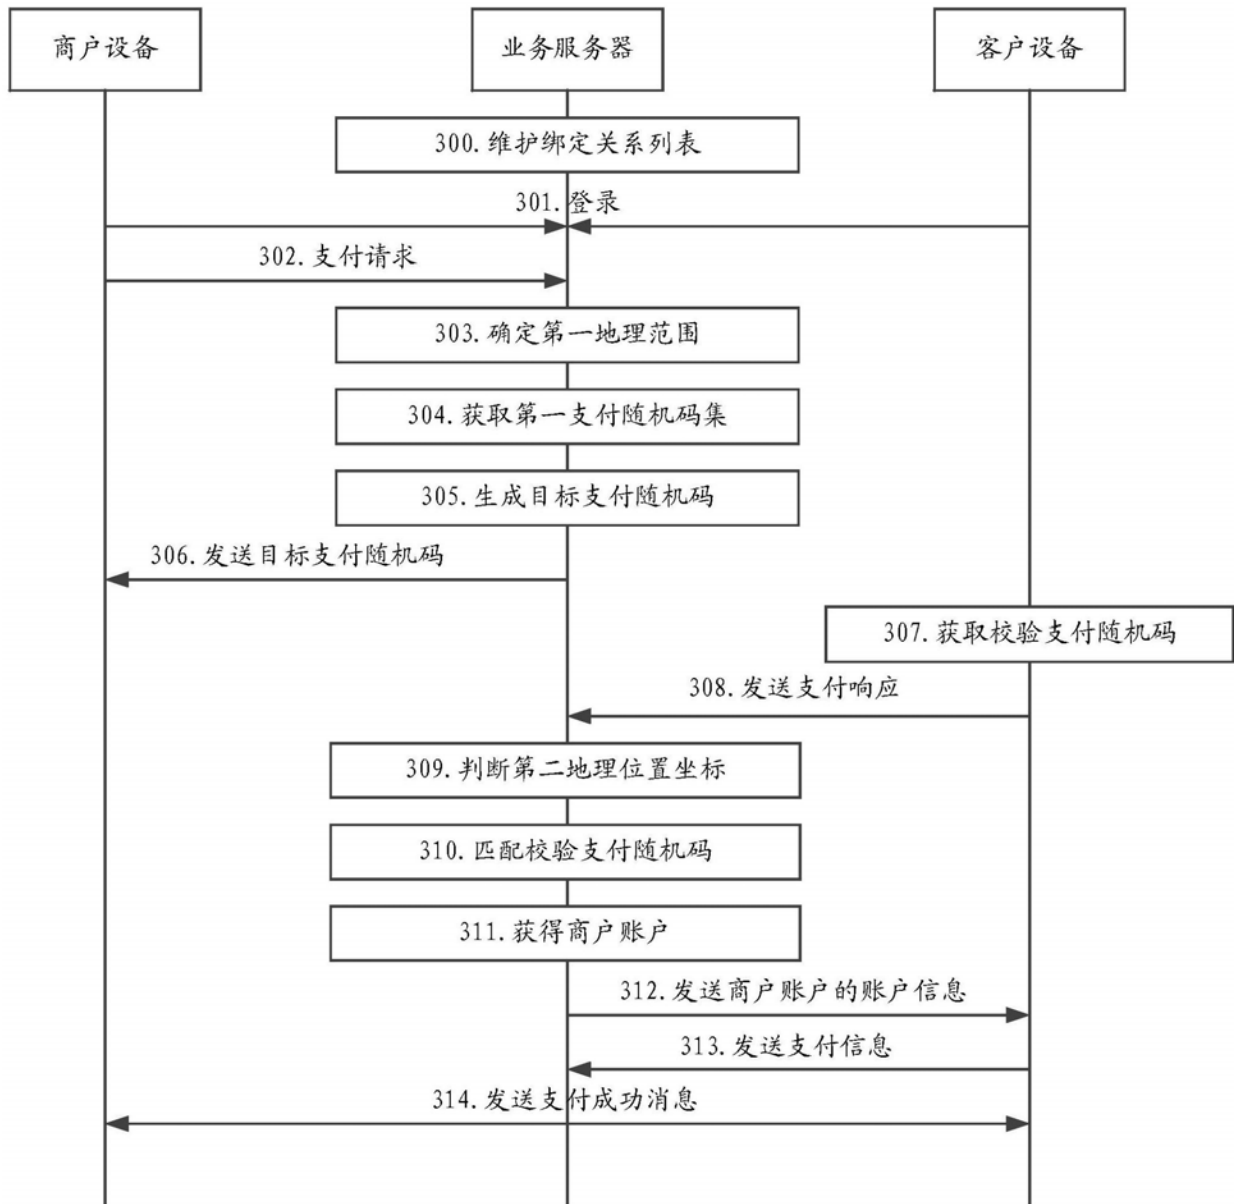 商户设备
业务服务器
客户设备
300.维护绑定关系列表
301.登录
302.支付请求
303.确定第一地理范围
304.获取第一支付随机码集
305.生成目标支付随机码
306.发送目标支付随机码
307.获取校验支付随机码
308.发送支付响应
309.判断第二地理位置坐标
310.匹配校验支付随机码
311.获得商户账户
312.发送商户账户的账户信息
313.发送支付信息
314.发送支付成功消息